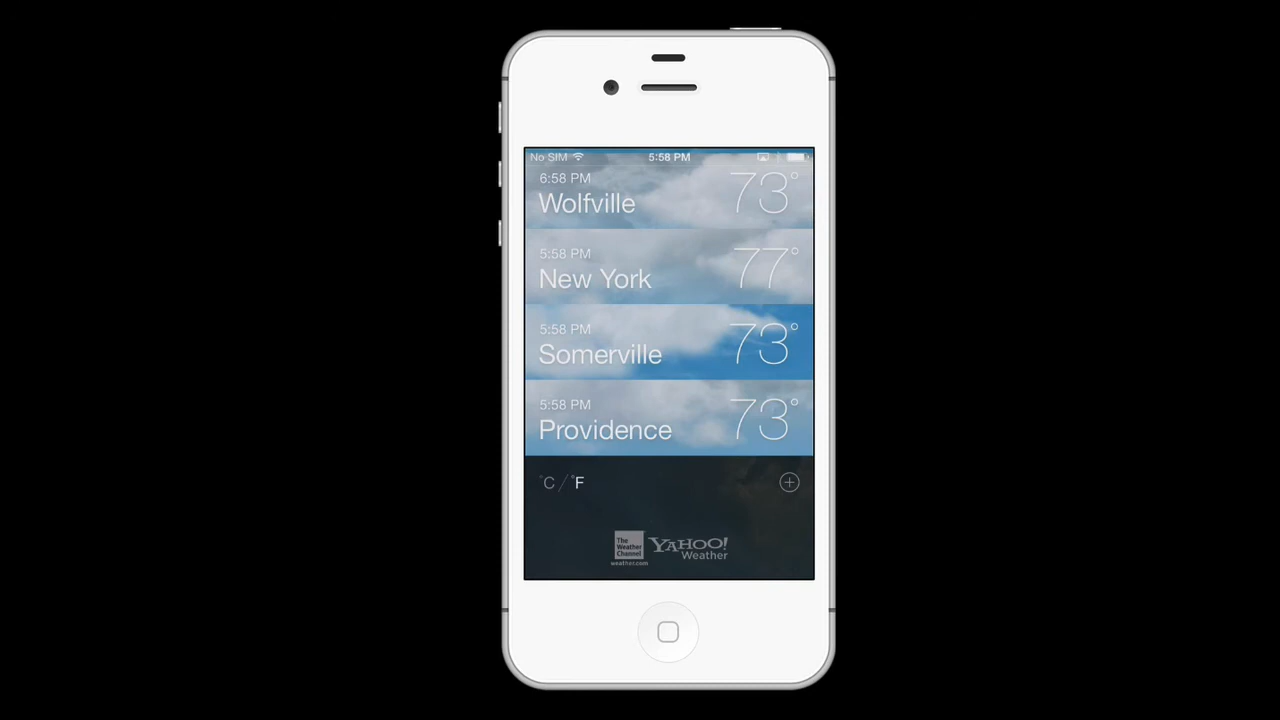 No SIM 5:58 PM
6:58 PM
Wolfville 73°
5:58 PM
New York 77°
5:58 PM
Somerville 73°
5:58 PM
Providence 73°
°C / °F
The
Weather
Channel
weather.com
YAHOO!
Weather